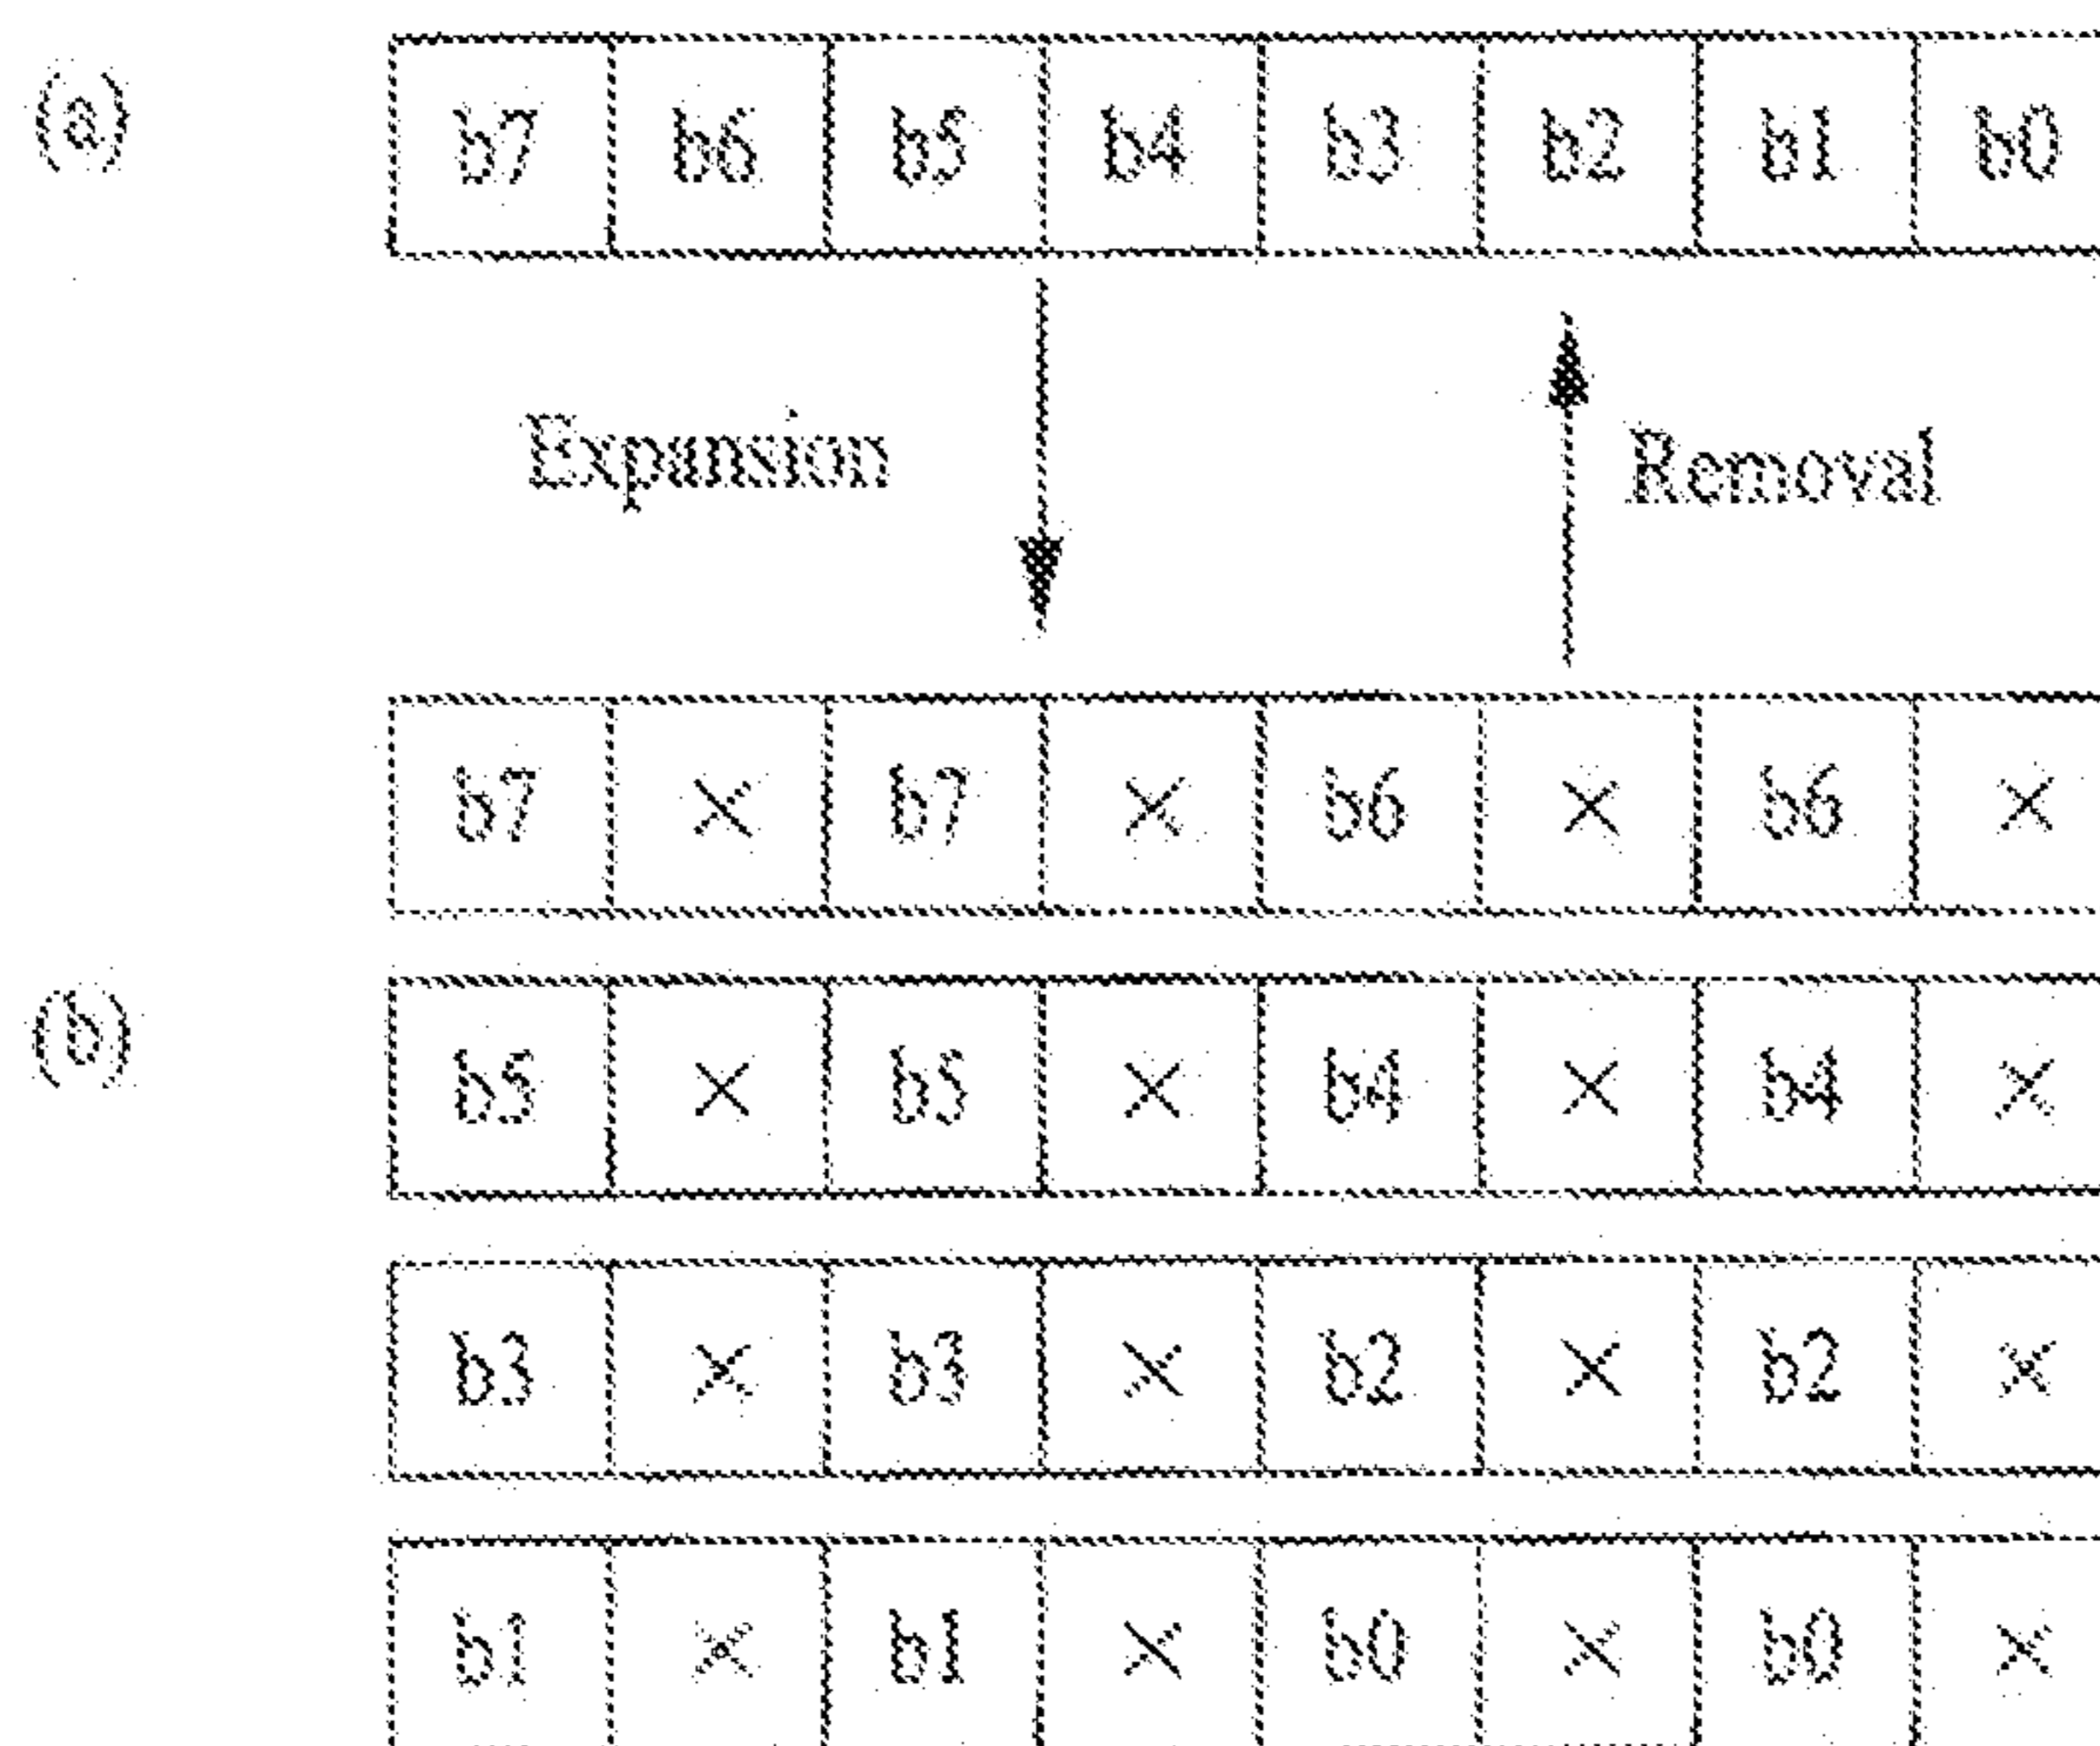 (a) b7 b6 b5 b4 b3 b2 b1 b0
Expansion Removal
b7 × b7 × b6 × b6 ×
(b)
b5 × b5 × b4 × b4 ×
b3 × b3 × b2 × b2 ×
b1 × b1 × b0 × b0 ×